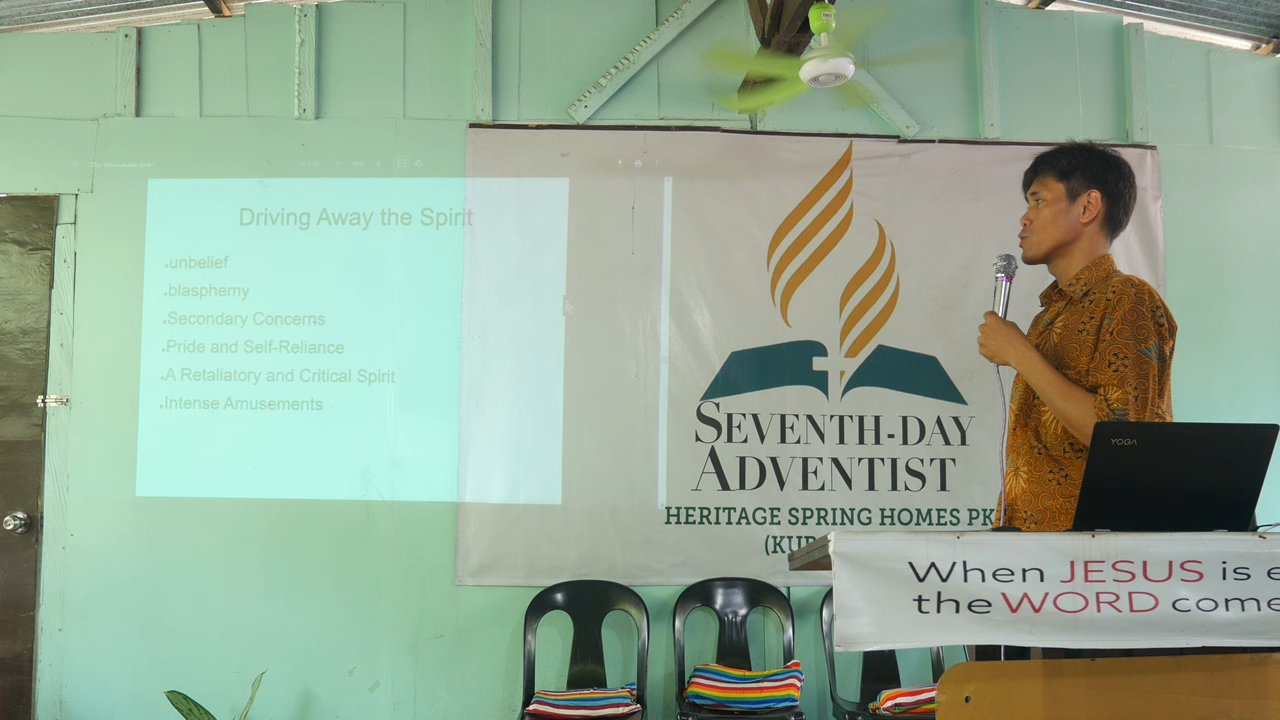 Driving Away the Spirit
.unbelief
.blasphemy
.Secondary Concerns
.Pride and Self-Reliance
.A Retaliatory and Critical Spirit
.Intense Amusements
SEVENTH-DAY
ADVENTIST
HERITAGE SPRING HOMES PK
YOGA
When JESUS is e
the WORD come